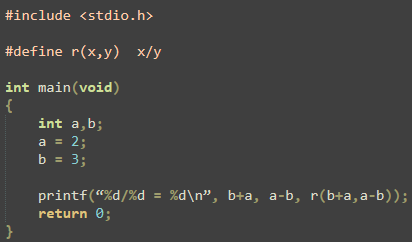 #include <stdio.h>
#define r(x,y)  x/y
int main(void)
{
    int a,b;
    a = 2;
    b = 3;
    printf(“%d/%d = %d\n”, b+a, a-b, r(b+a,a-b));
    return 0;
}